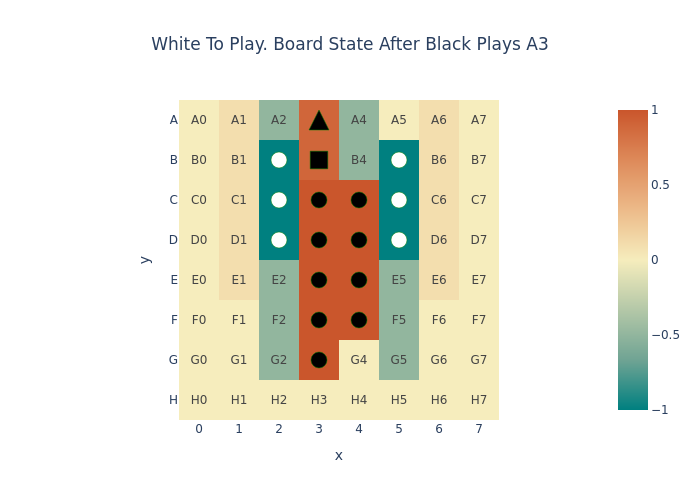 White To Play. Board State After Black Plays A3
A A0 A1 A2 A4 A5 A6 A7
B B0 B1 B4 B6 B7
C C0 C1 C6 C7
D D0 D1 D6 D7
E E0 E1 E2 E5 E6 E7
F F0 F1 F2 F5 F6 F7
G G0 G1 G2 G4 G5 G6 G7
H H0 H1 H2 H3 H4 H5 H6 H7
0 1 2 3 4 5 6 7
x
y
1
0.5
0
−0.5
−1